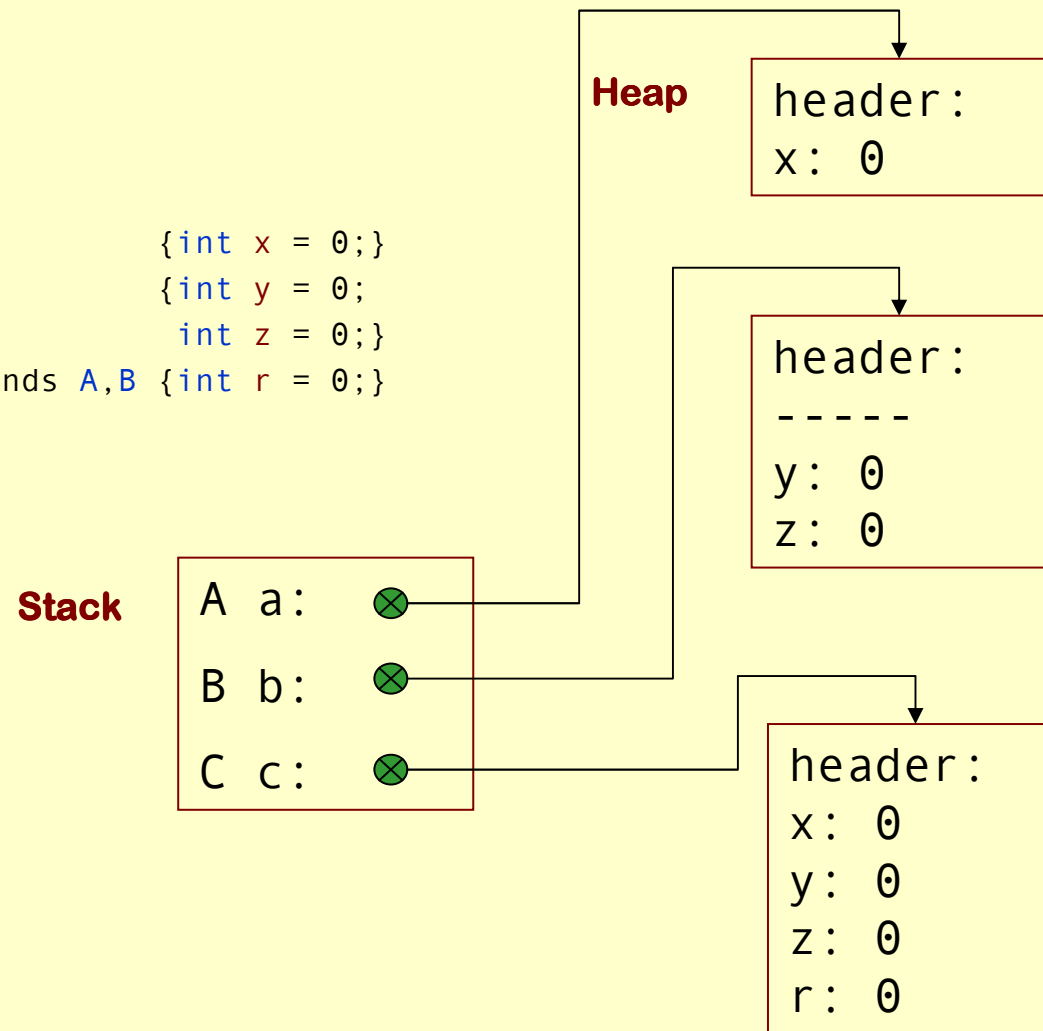 Heap
header:
x: 0
{int x = 0;}
{int y = 0;
int z = 0;}
nds A,B {int r = 0;}
header:
-----
y: 0
z: 0
Stack
A a:
B b:
C c:
header:
x: 0
y: 0
z: 0
r: 0